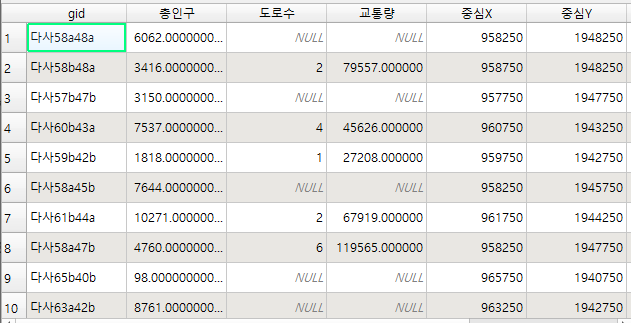 gid 총인구 도로수 교통량 중심X 중심Y
1 다사58a48a 6062.0000000... NULL NULL 958250 1948250
2 다사58b48a 3416.0000000... 2 79557.000000 958750 1948250
3 다사57b47b 3150.0000000... NULL NULL 957750 1947750
4 다사60b43a 7537.0000000... 4 45626.000000 960750 1943250
5 다사59b42b 1818.0000000... 1 27208.000000 959750 1942750
6 다사58a45b 7644.0000000... NULL NULL 958250 1945750
7 다사61b44a 10271.000000... 2 67919.000000 961750 1944250
8 다사58a47b 4760.0000000... 6 119565.000000 958250 1947750
9 다사65b40b 98.000000000... NULL NULL 965750 1940750
10 다사63a42b 8761.0000000... NULL NULL 963250 1942750